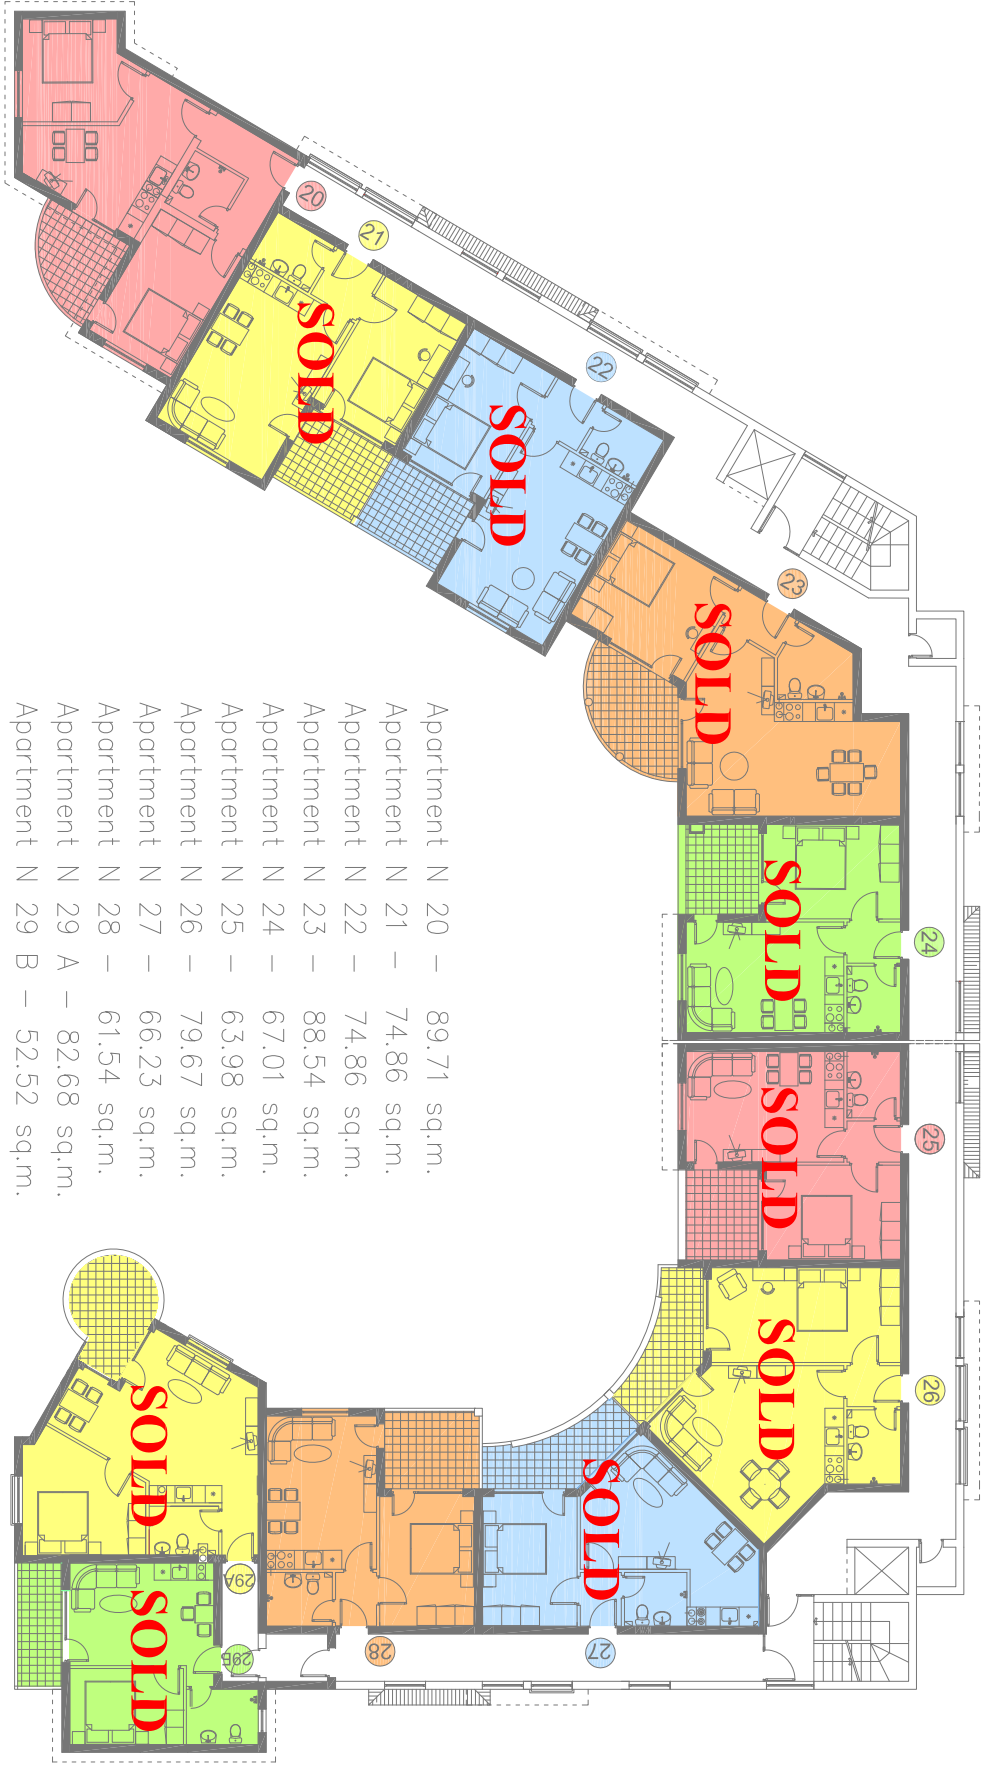 20
21
SOLD
22
SOLD
23
SOLD
24
SOLD
25
SOLD
26
SOLD
27
SOLD
28
29A
SOLD
29B
SOLD
Apartment N 20 – 89.71 sq.m.
Apartment N 21 – 74.86 sq.m.
Apartment N 22 – 74.86 sq.m.
Apartment N 23 – 88.54 sq.m.
Apartment N 24 – 67.01 sq.m.
Apartment N 25 – 63.98 sq.m.
Apartment N 26 – 79.67 sq.m.
Apartment N 27 – 66.23 sq.m.
Apartment N 28 – 61.54 sq.m.
Apartment N 29 A – 82.68 sq.m.
Apartment N 29 B – 52.52 sq.m.